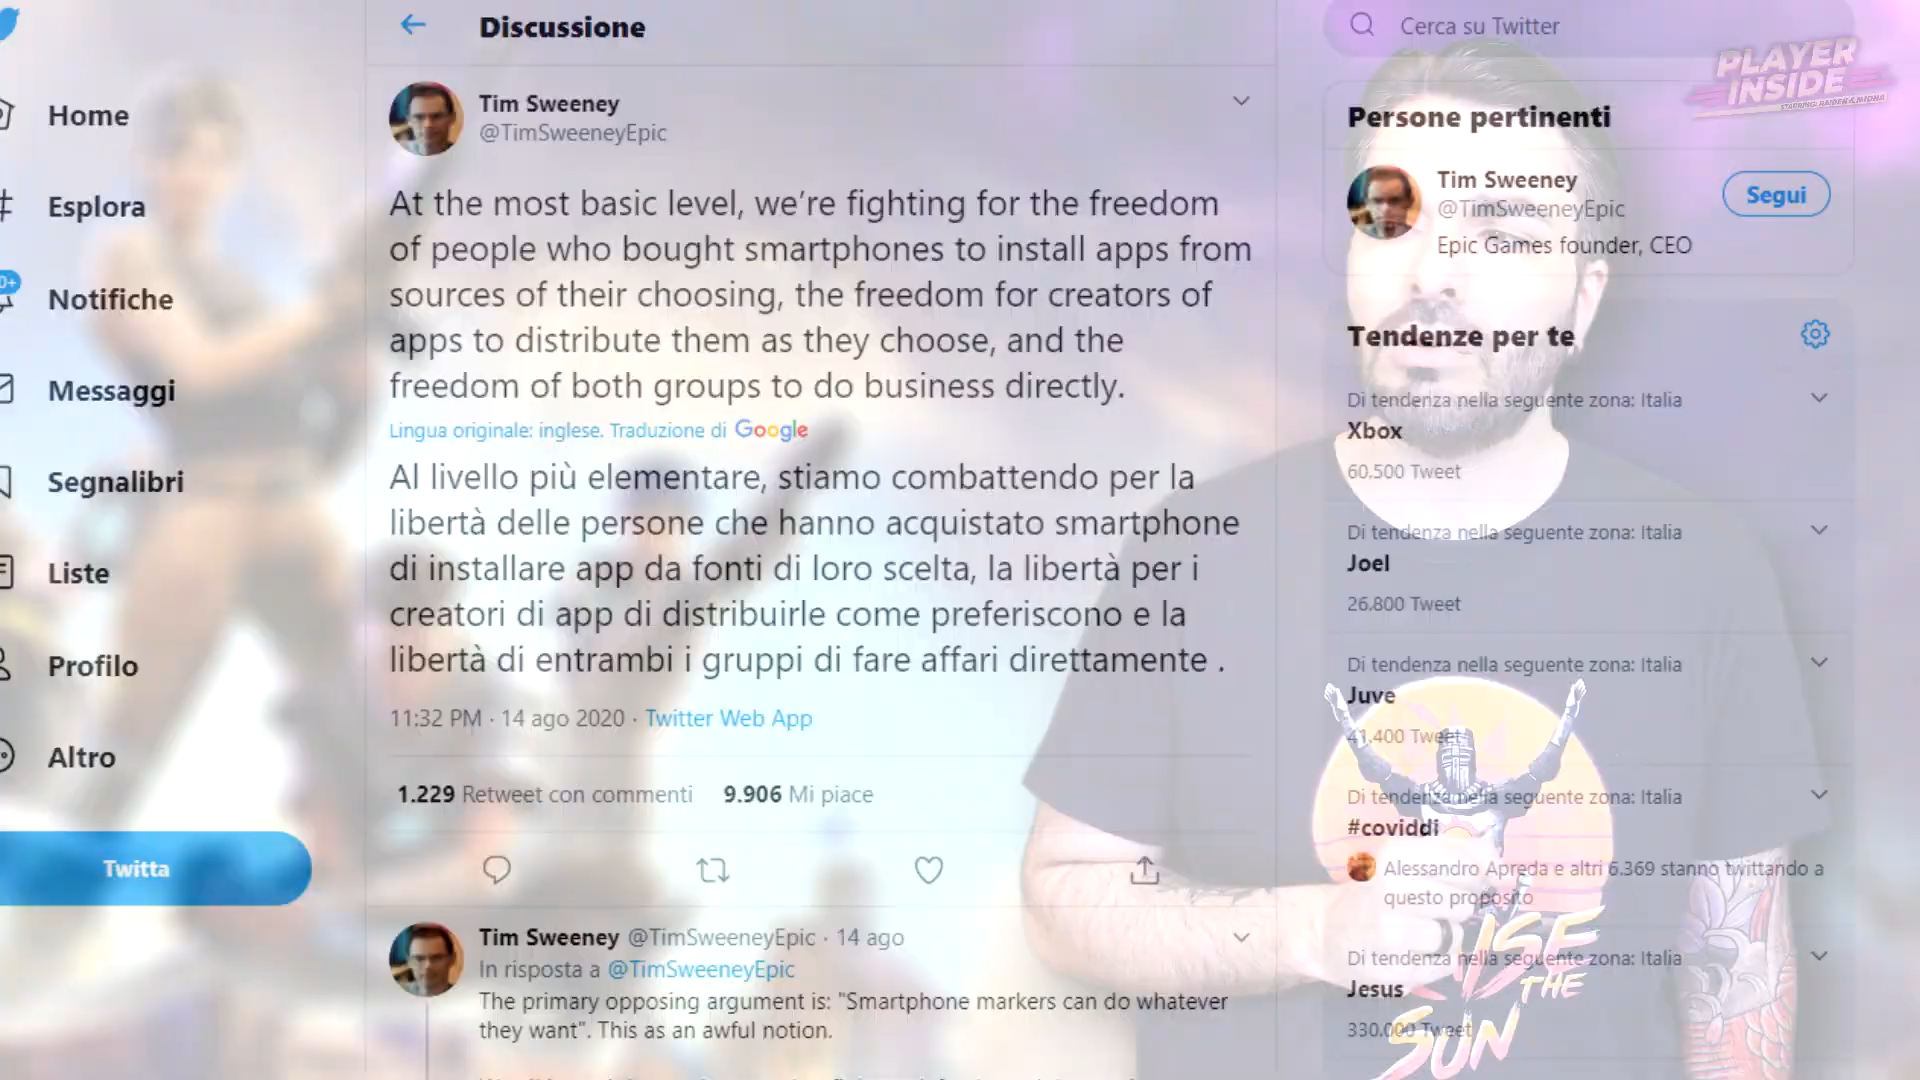 Discussione
Cerca su Twitter
PLAYER
INSIDE
Home
Esplora
Notifiche
Messaggi
Segnalibri
Liste
Profilo
Altro
Twitta
Tim Sweeney
@TimSweeneyEpic
At the most basic level, we're fighting for the freedom
of people who bought smartphones to install apps from
sources of their choosing, the freedom for creators of
apps to distribute them as they choose, and the
freedom of both groups to do business directly.
Lingua originale: inglese. Traduzione di Google
Al livello più elementare, stiamo combattendo per la
libertà delle persone che hanno acquistato smartphone
di installare app da fonti di loro scelta, la libertà per i
creatori di app di distribuirle come preferiscono e la
libertà di entrambi i gruppi di fare affari direttamente .
11:32 PM · 14 ago 2020 · Twitter Web App
1.229 Retweet con commenti 9.906 Mi piace
Tim Sweeney @TimSweeneyEpic · 14 ago
In risposta a @TimSweeneyEpic
The primary opposing argument is: "Smartphone markers can do whatever
they want". This as an awful notion.
Persone pertinenti
Tim Sweeney
@TimSweeneyEpic
Segui
Epic Games founder, CEO
Tendenze per te
Di tendenza nella seguente zona: Italia
Xbox
60.500 Tweet
Di tendenza nella seguente zona: Italia
Joel
26.800 Tweet
Di tendenza nella seguente zona: Italia
Juve
41.400 Tweet
Di tendenza nella seguente zona: Italia
#coviddi
Alessandro Apreda e altri 6.369 stanno twittando a
questo proposito
Di tendenza nella seguente zona: Italia
Jesus
330.000 Tweet
THE
SUN